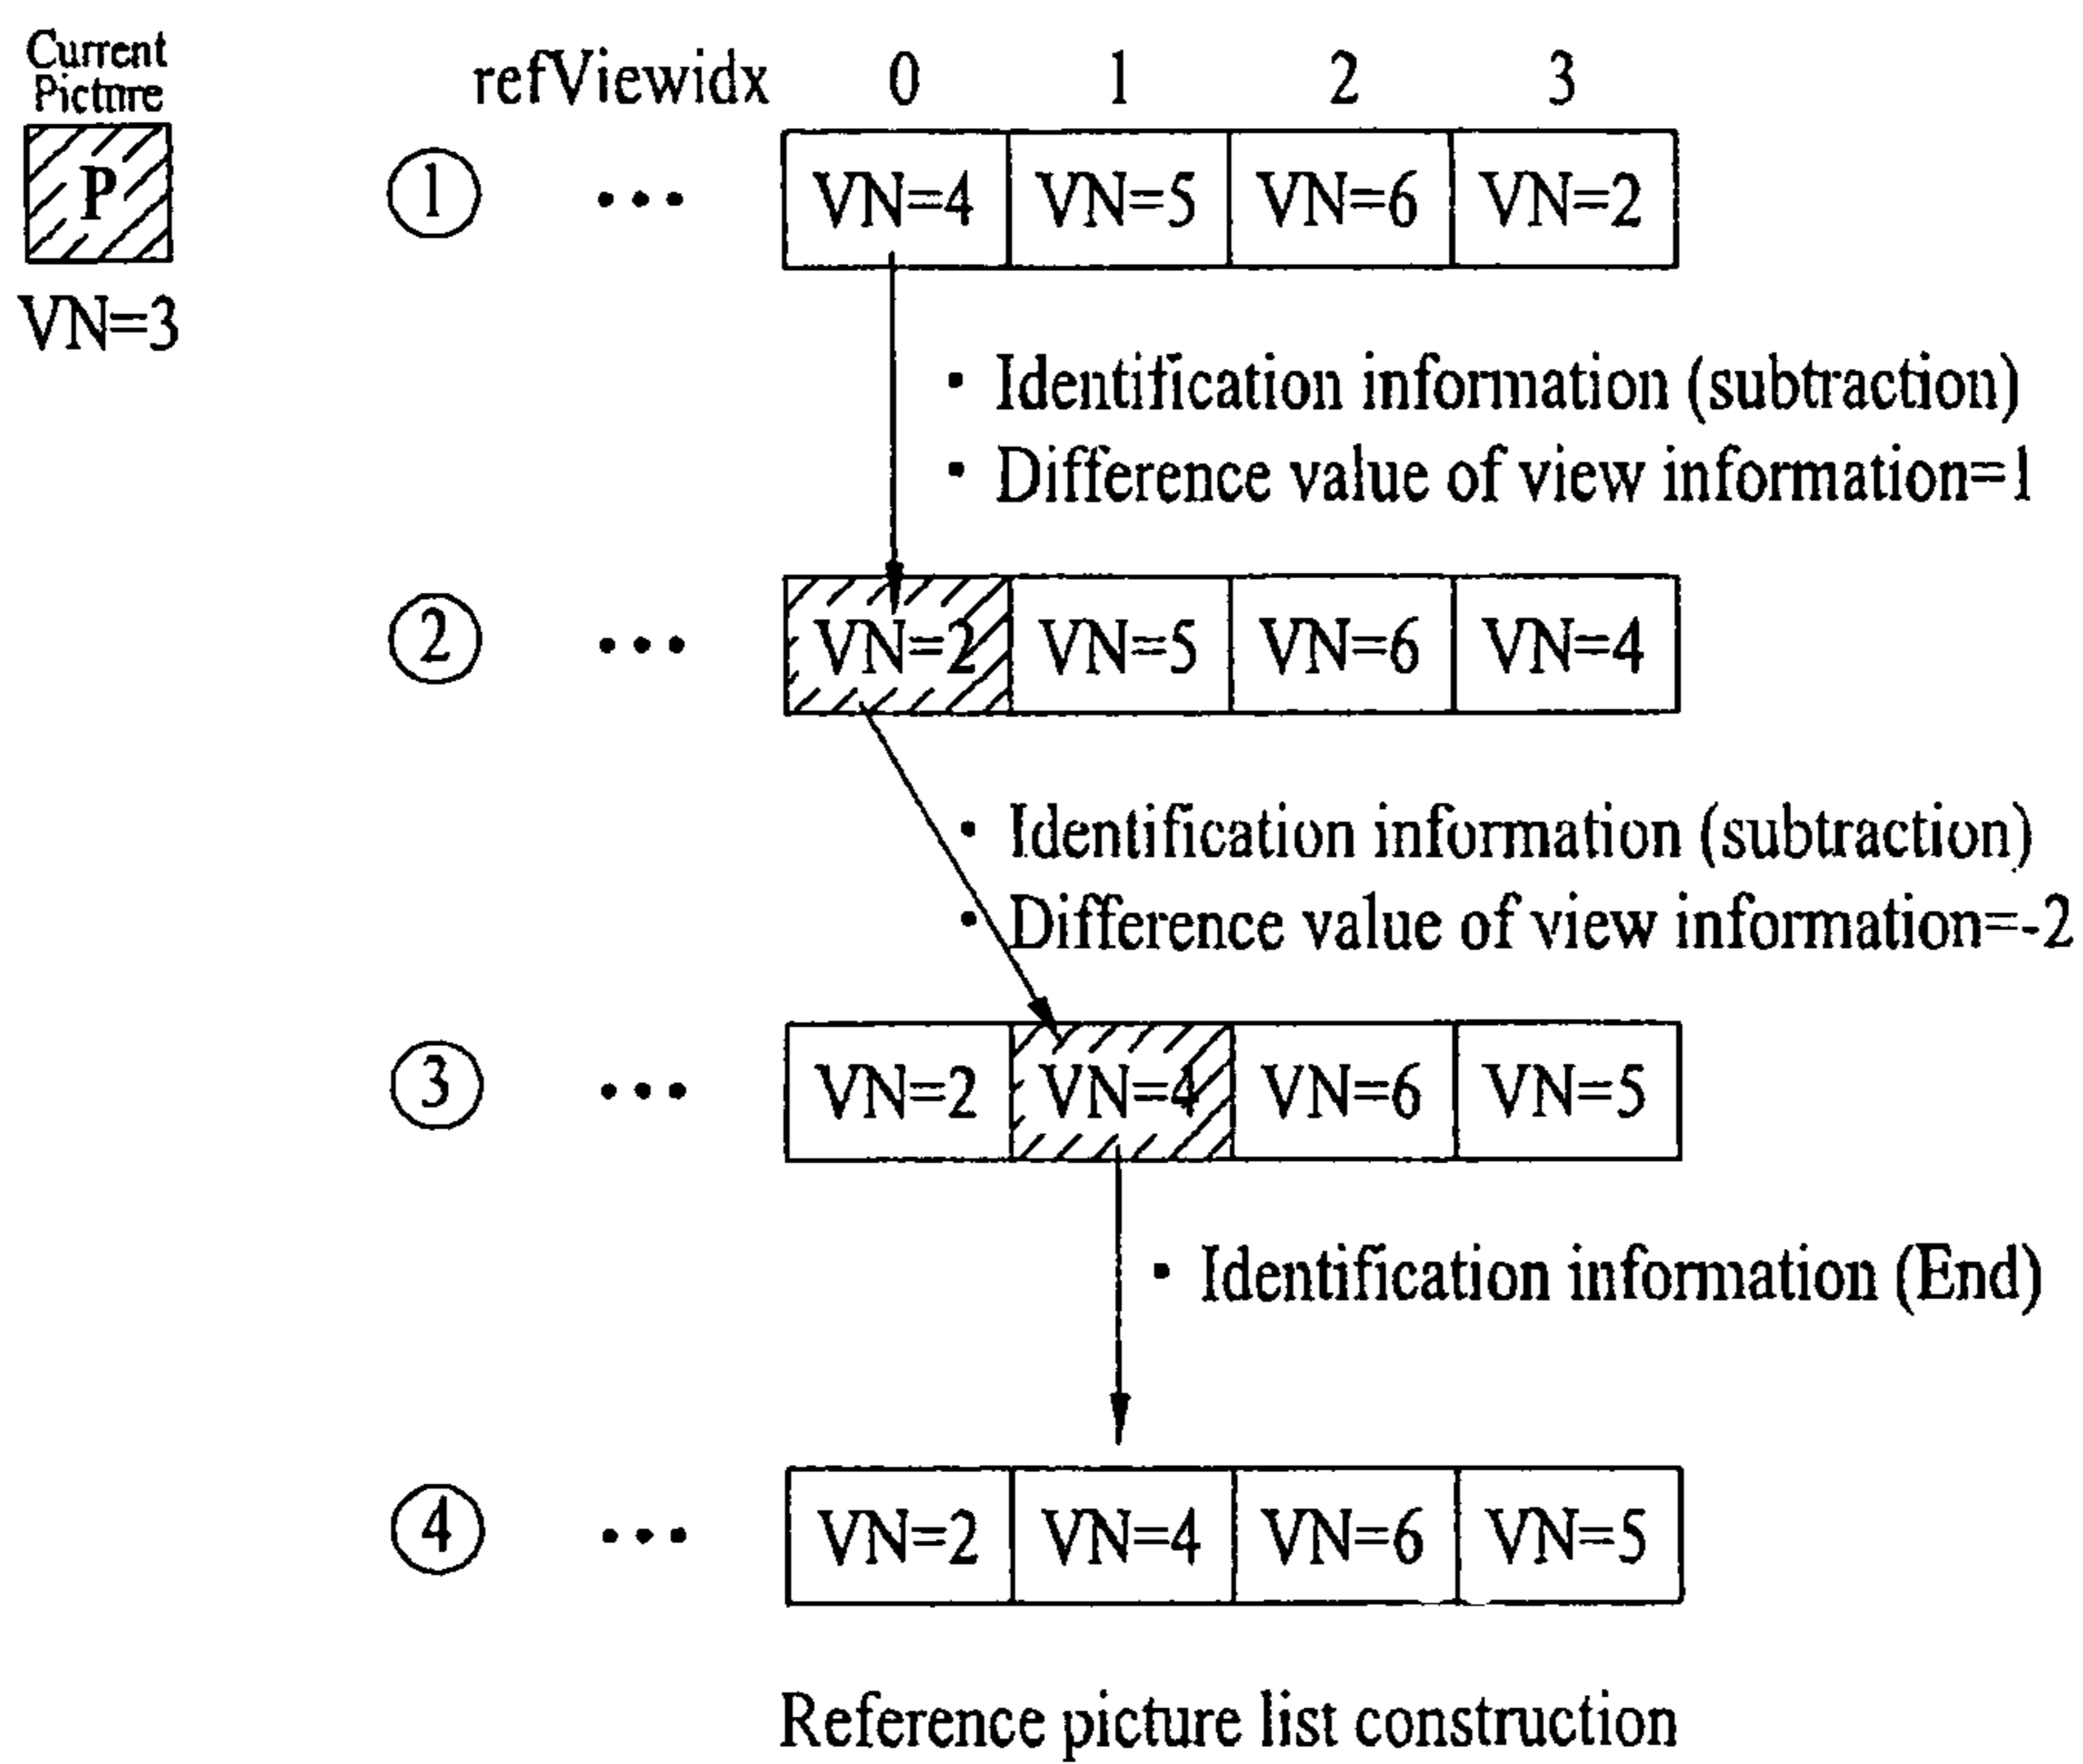 Current
Picture
P
VN=3
refViewidx 0 1 2 3
① ··· VN=4 VN=5 VN=6 VN=2
· Identification information (subtraction)
· Difference value of view information=1
② ··· VN=2 VN=5 VN=6 VN=4
· Identification information (subtraction)
· Difference value of view information=-2
③ ··· VN=2 VN=4 VN=6 VN=5
· Identification information (End)
④ ··· VN=2 VN=4 VN=6 VN=5
Reference picture list construction